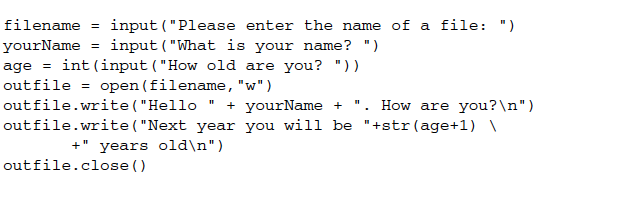 filename = input("Please enter the name of a file: ")
yourName = input("What is your name? ")
age = int(input("How old are you? "))
outfile = open(filename,"w")
outfile.write("Hello " + yourName + ". How are you?\n")
outfile.write("Next year you will be "+str(age+1) \
       +" years old\n")
outfile.close()